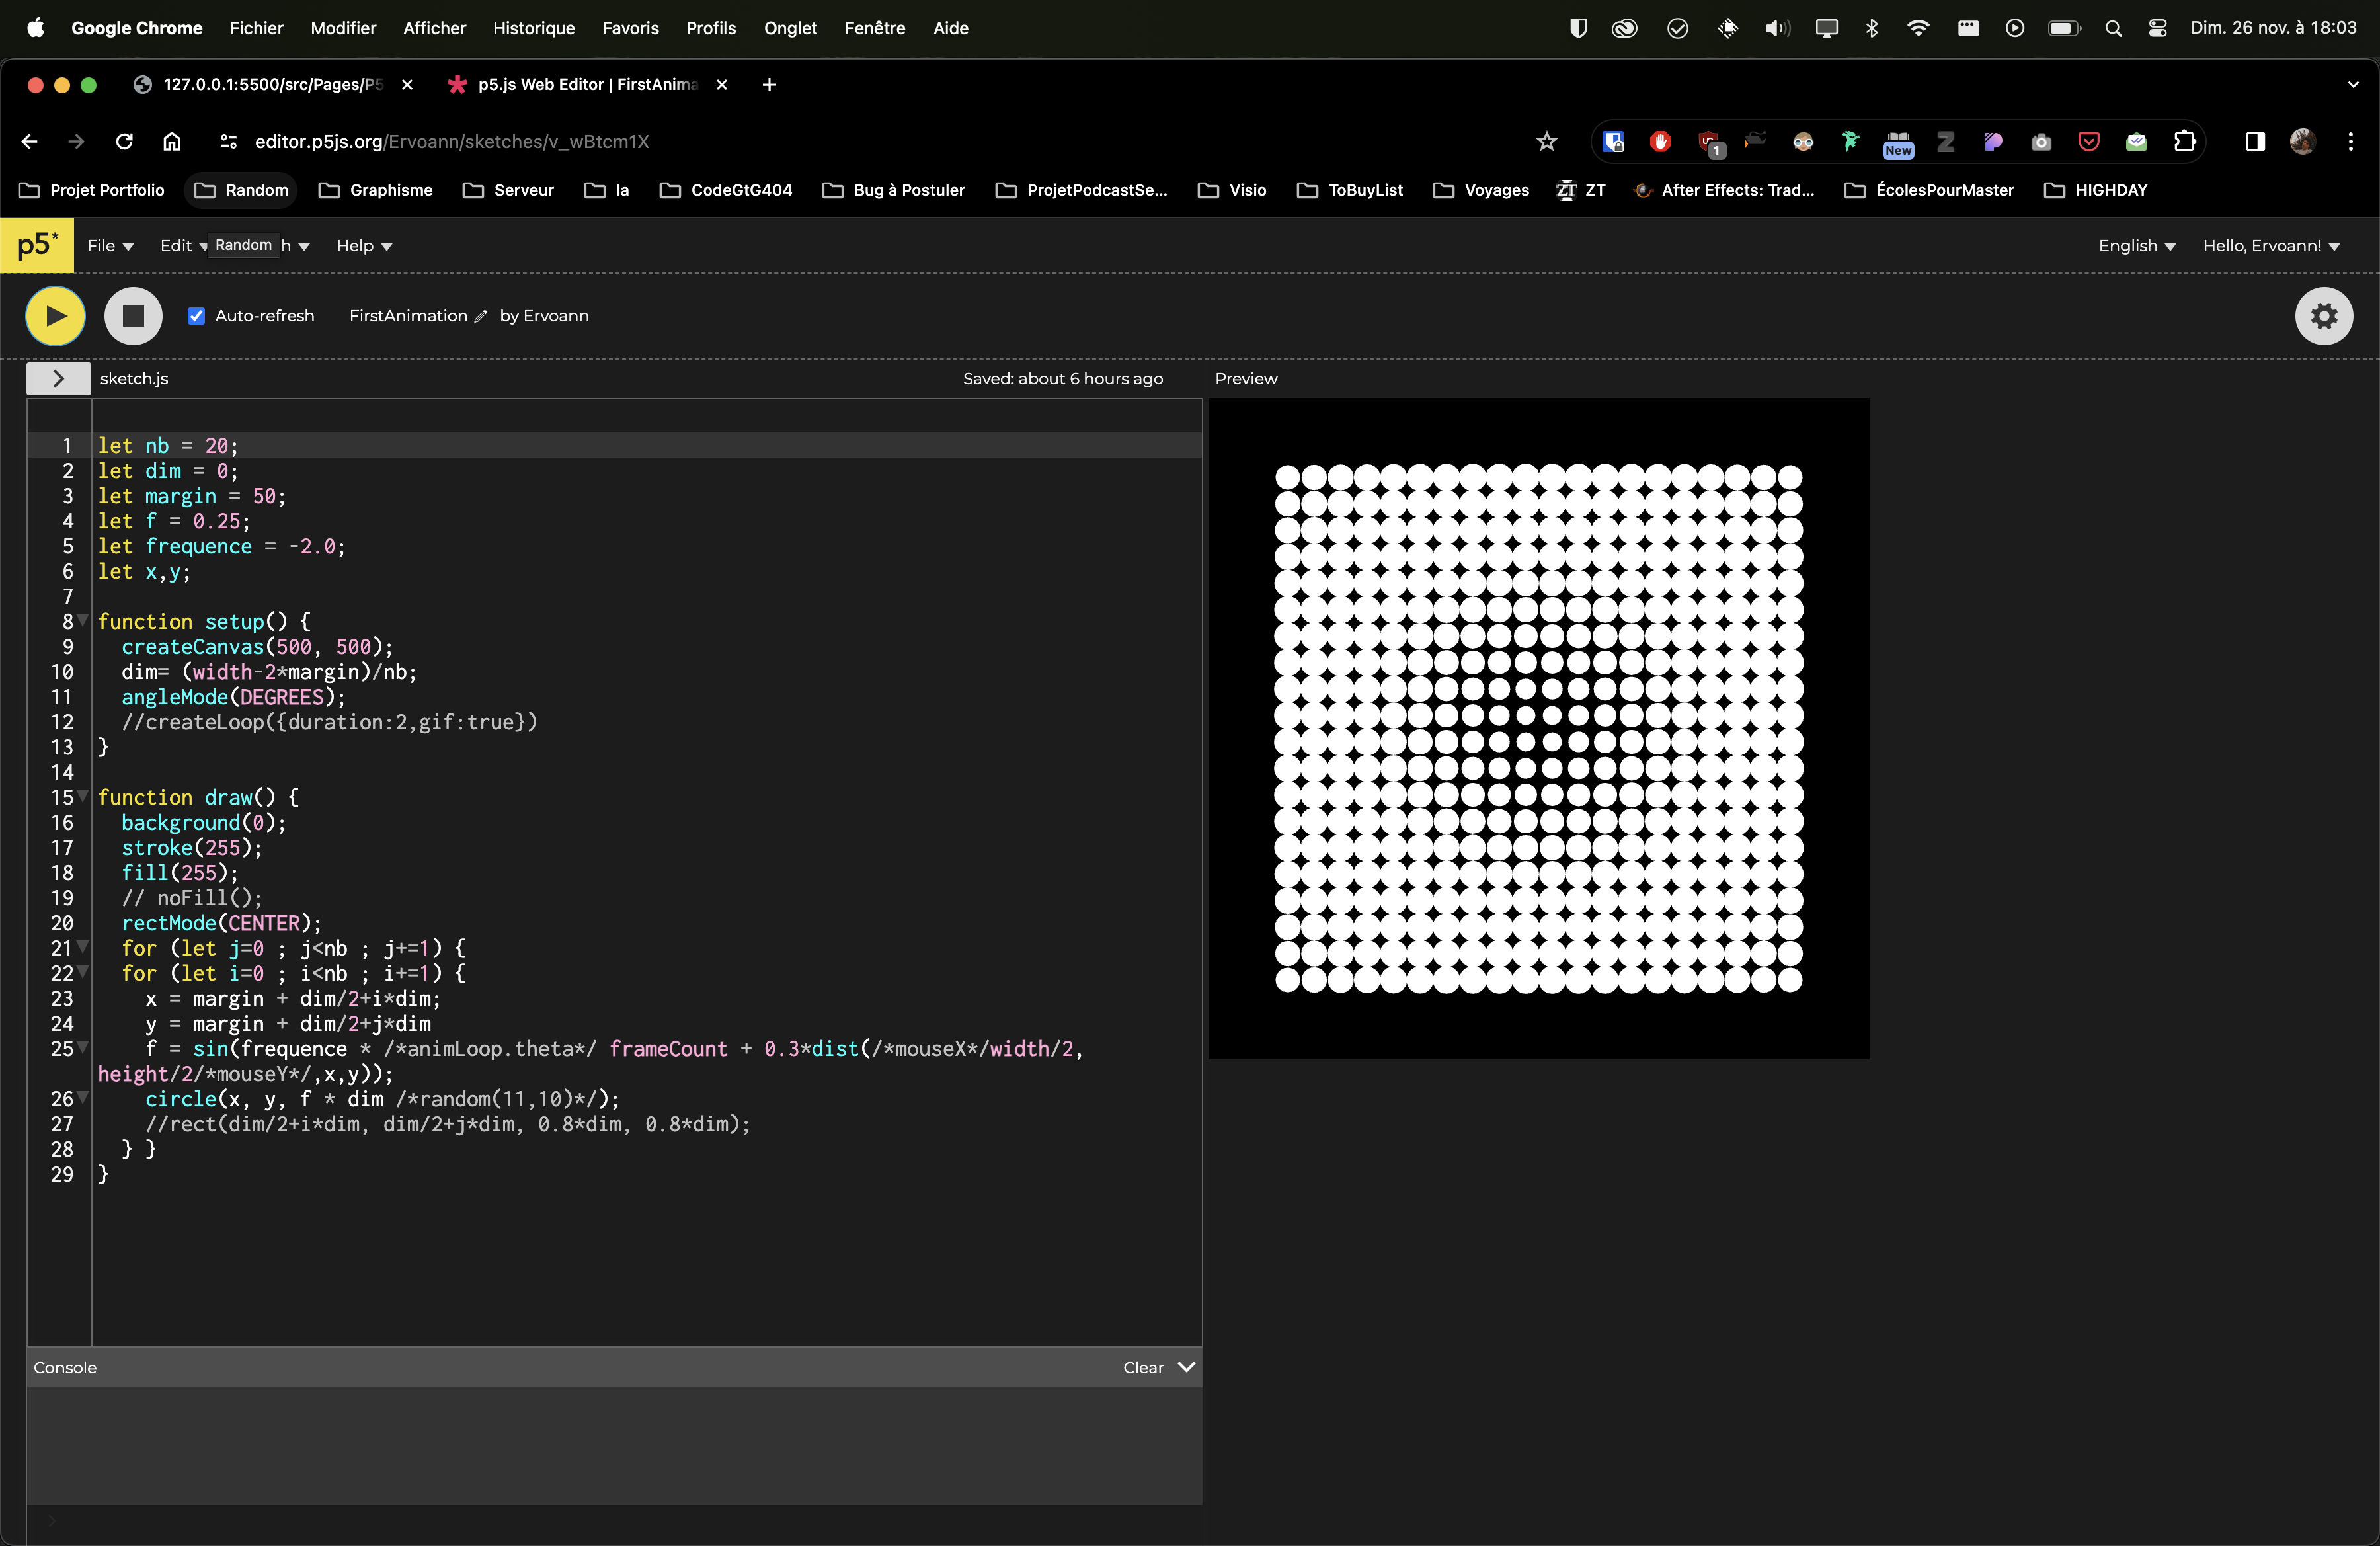 Google Chrome Fichier Modifier Afficher Historique Favoris Profils Onglet Fenêtre Aide Dim. 26 nov. à 18:03
127.0.0.1:5500/src/Pages/P5 p5.js Web Editor | FirstAnima
editor.p5js.org/Ervoann/sketches/v_wBtcm1X 1 New
Projet Portfolio Random Graphisme Serveur Ia CodeGtG404 Bug à Postuler ProjetPodcastSe... Visio ToBuyList Voyages ZT ZT After Effects: Trad... ÉcolesPourMaster HIGHDAY
p5* File Edit Random h Help English Hello, Ervoann!
Auto-refresh FirstAnimation by Ervoann
> sketch.js Saved: about 6 hours ago Preview
1 let nb = 20;
2 let dim = 0;
3 let margin = 50;
4 let f = 0.25;
5 let frequence = -2.0;
6 let x,y;
7
8 function setup() {
9 createCanvas(500, 500);
10 dim= (width-2*margin)/nb;
11 angleMode(DEGREES);
12 //createLoop({duration:2,gif:true})
13 }
14
15 function draw() {
16 background(0);
17 stroke(255);
18 fill(255);
19 // noFill();
20 rectMode(CENTER);
21 for (let j=0 ; j<nb ; j+=1) {
22 for (let i=0 ; i<nb ; i+=1) {
23 x = margin + dim/2+i*dim;
24 y = margin + dim/2+j*dim
25 f = sin(frequence * /*animLoop.theta*/ frameCount + 0.3*dist(/*mouseX*/width/2,
height/2/*mouseY*/,x,y));
26 circle(x, y, f * dim /*random(11,10)*/);
27 //rect(dim/2+i*dim, dim/2+j*dim, 0.8*dim, 0.8*dim);
28 } }
29 }
Console Clear
>